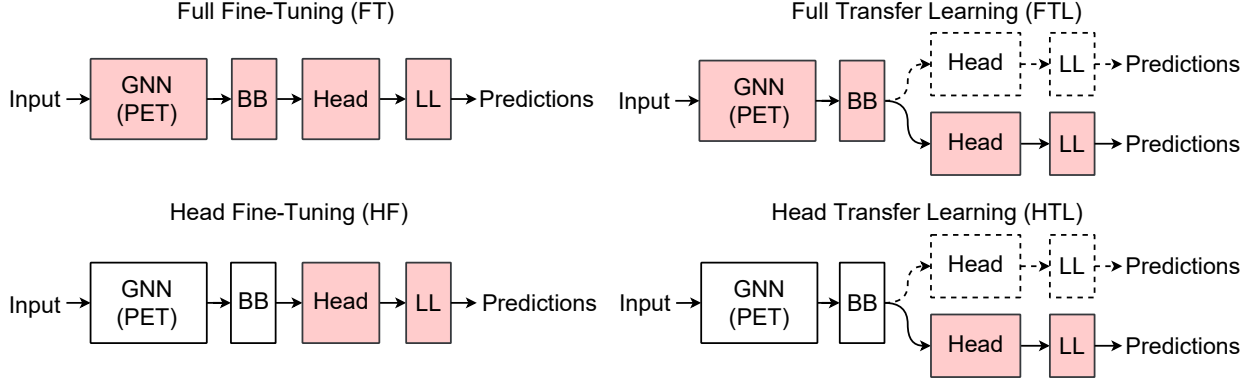 Full Fine-Tuning (FT)
Input
GNN
(PET)
BB
Head
LL
Predictions
Full Transfer Learning (FTL)
Input
GNN
(PET)
BB
Head
LL
Predictions
Head
LL
Predictions
Head Fine-Tuning (HF)
Input
GNN
(PET)
BB
Head
LL
Predictions
Head Transfer Learning (HTL)
Input
GNN
(PET)
BB
Head
LL
Predictions
Head
LL
Predictions